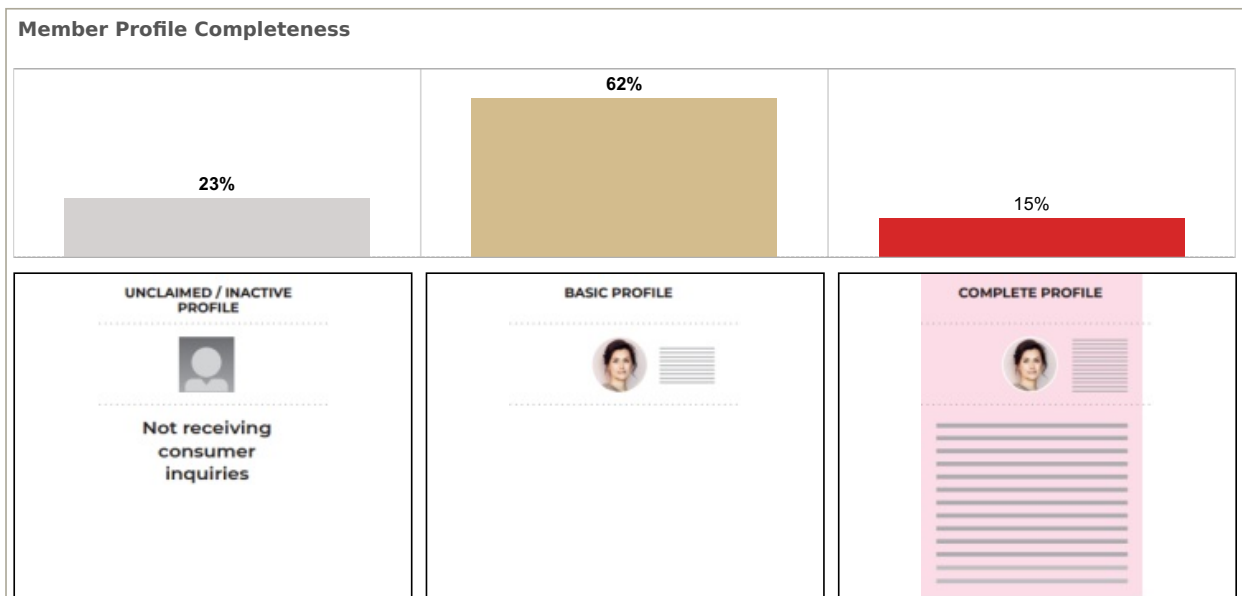 Member Profile Completeness
62%
23%
15%
UNCLAIMED / INACTIVE
PROFILE
Not receiving
consumer
inquiries
BASIC PROFILE
COMPLETE PROFILE